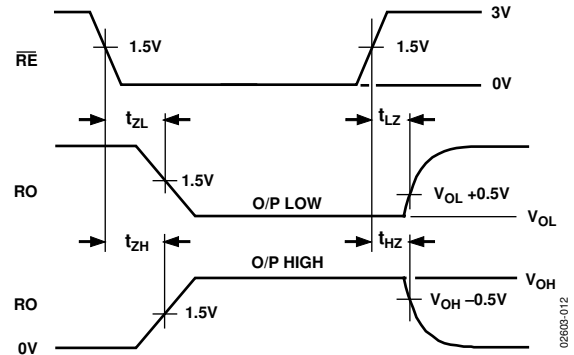 3V
1.5V
1.5V
RE
0V
tZL
tLZ
1.5V
RO
O/P LOW
VOL +0.5V
VOL
tZH
tHZ
O/P HIGH
VOH
VOH –0.5V
RO
1.5V
0V
02603-012